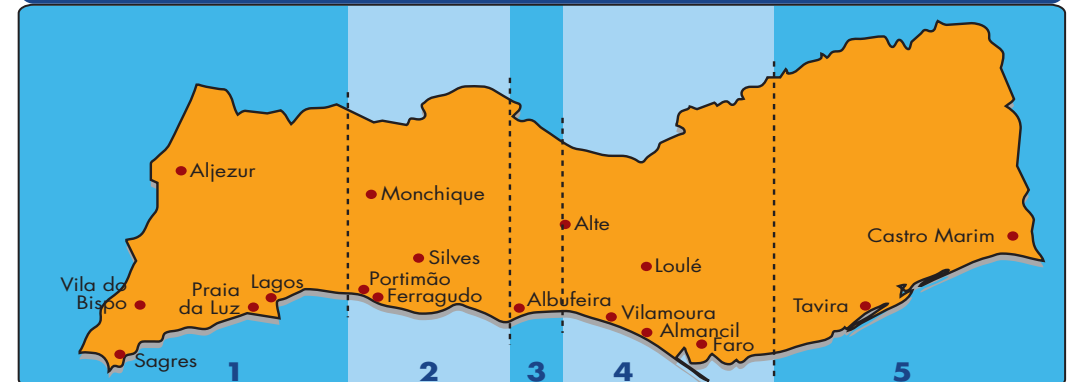 Aljezur
Monchique
Alte
Castro Marim
Silves
Loulé
Vila do
Bispo
Praia
da Luz
Lagos
Portimão
Ferragudo
Albufeira
Vilamoura
Almancil
Faro
Tavira
Sagres
1
2
3
4
5